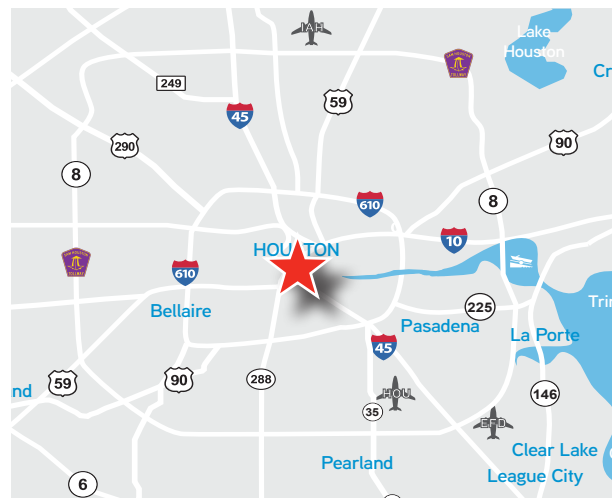 IAH
Lake
Houston
Cr
249
59
45
290
90
8
610
8
10
HOUSTON
610
Bellaire
225
Trin
Pasadena
La Porte
45
59
nd
90
288
HOU
146
35
EFD
Clear Lake
Pearland
League City
6